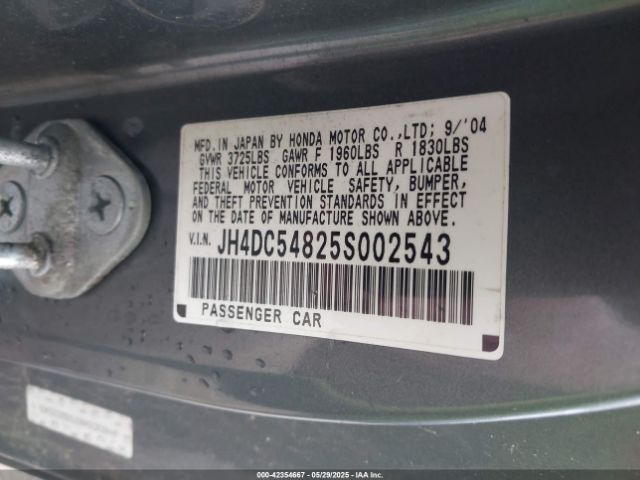 MFD.IN JAPAN BY HONDA MOTOR CO.,LTD; 9/'04
GVWR 3725LBS GAWR F 1960LBS R 1830LBS
THIS VEHICLE CONFORMS TO ALL APPLICABLE
FEDERAL MOTOR VEHICLE SAFETY, BUMPER,
AND THEFT PREVENTION STANDARDS IN EFFECT
ON THE DATE OF MANUFACTURE SHOWN ABOVE.
V.I.N. JH4DC54825S002543
PASSENGER CAR
000-42354667 — 05/29/2025 — ©IAA, Inc.